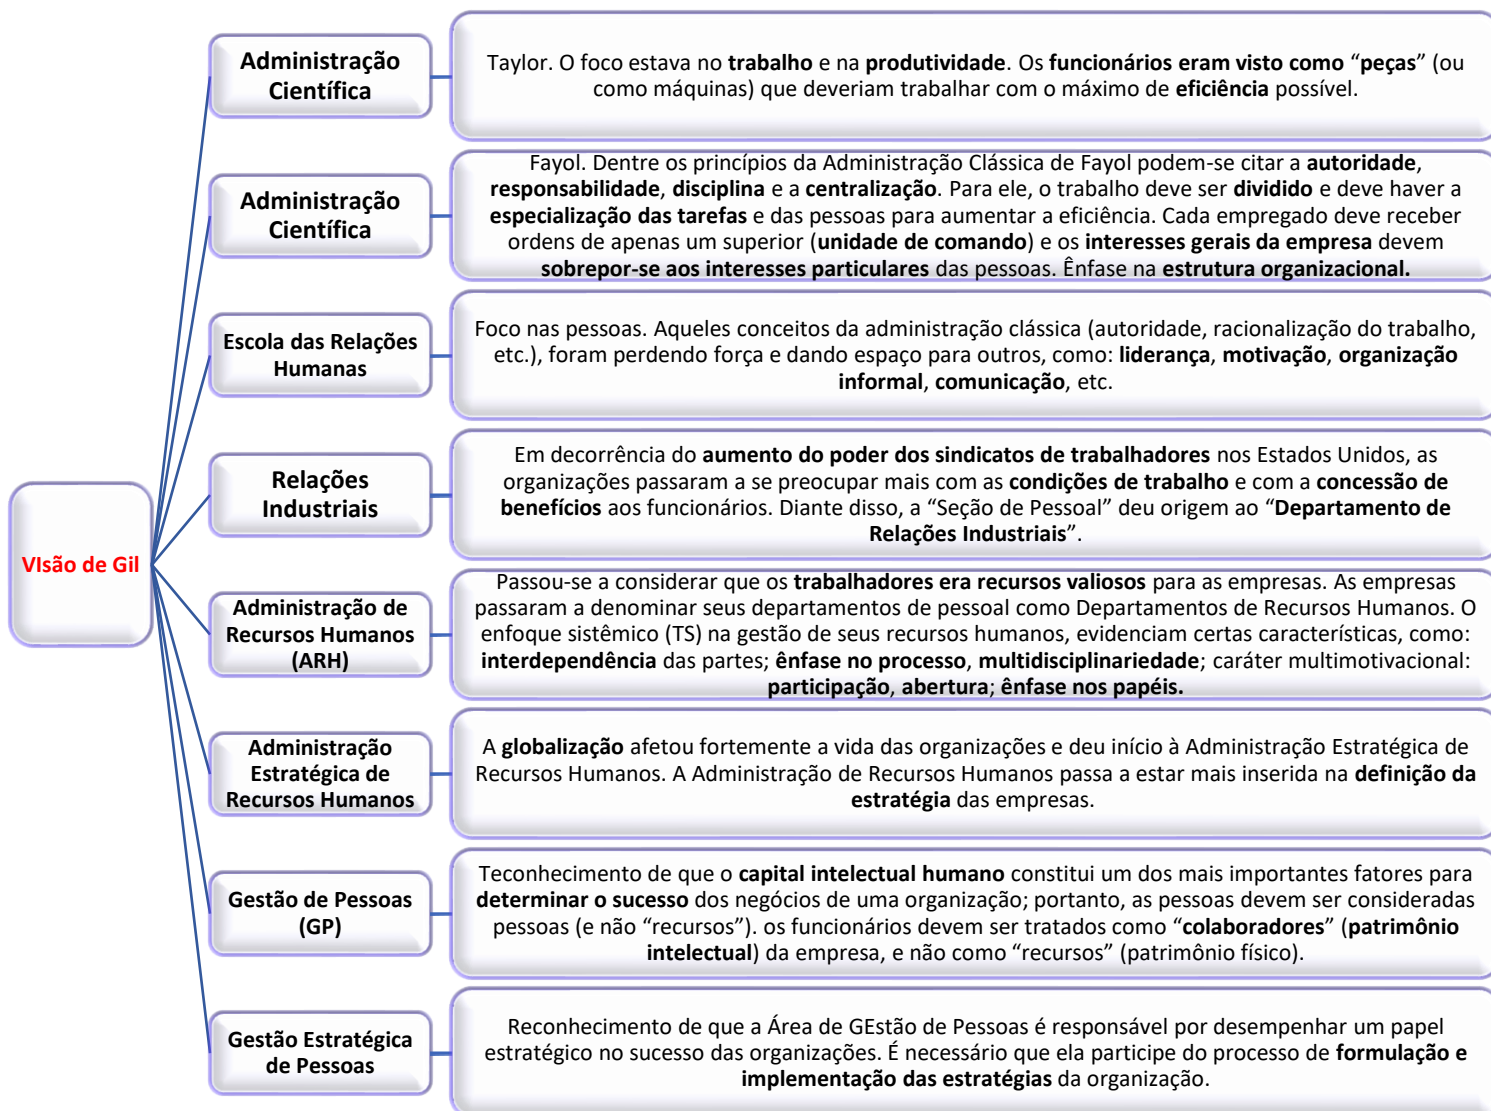 VIsão de Gil
Administração
Científica
Taylor. O foco estava no trabalho e na produtividade. Os funcionários eram visto como “peças” (ou
como máquinas) que deveriam trabalhar com o máximo de eficiência possível.
Administração
Científica
Fayol. Dentre os princípios da Administração Clássica de Fayol podem-se citar a autoridade,
responsabilidade, disciplina e a centralização. Para ele, o trabalho deve ser dividido e deve haver a
especialização das tarefas e das pessoas para aumentar a eficiência. Cada empregado deve receber
ordens de apenas um superior (unidade de comando) e os interesses gerais da empresa devem
sobrepor-se aos interesses particulares das pessoas. Ênfase na estrutura organizacional.
Escola das Relações
Humanas
Foco nas pessoas. Aqueles conceitos da administração clássica (autoridade, racionalização do trabalho,
etc.), foram perdendo força e dando espaço para outros, como: liderança, motivação, organização
informal, comunicação, etc.
Relações
Industriais
Em decorrência do aumento do poder dos sindicatos de trabalhadores nos Estados Unidos, as
organizações passaram a se preocupar mais com as condições de trabalho e com a concessão de
benefícios aos funcionários. Diante disso, a “Seção de Pessoal” deu origem ao “Departamento de
Relações Industriais”.
Administração de
Recursos Humanos
(ARH)
Passou-se a considerar que os trabalhadores era recursos valiosos para as empresas. As empresas
passaram a denominar seus departamentos de pessoal como Departamentos de Recursos Humanos. O
enfoque sistêmico (TS) na gestão de seus recursos humanos, evidenciam certas características, como:
interdependência das partes; ênfase no processo, multidisciplinariedade; caráter multimotivacional:
participação, abertura; ênfase nos papéis.
Administração
Estratégica de
Recursos Humanos
A globalização afetou fortemente a vida das organizações e deu início à Administração Estratégica de
Recursos Humanos. A Administração de Recursos Humanos passa a estar mais inserida na definição da
estratégia das empresas.
Gestão de Pessoas
(GP)
Teconhecimento de que o capital intelectual humano constitui um dos mais importantes fatores para
determinar o sucesso dos negócios de uma organização; portanto, as pessoas devem ser consideradas
pessoas (e não “recursos”). os funcionários devem ser tratados como “colaboradores” (patrimônio
intelectual) da empresa, e não como “recursos” (patrimônio físico).
Gestão Estratégica
de Pessoas
Reconhecimento de que a Área de GEstão de Pessoas é responsável por desempenhar um papel
estratégico no sucesso das organizações. É necessário que ela participe do processo de formulação e
implementação das estratégias da organização.